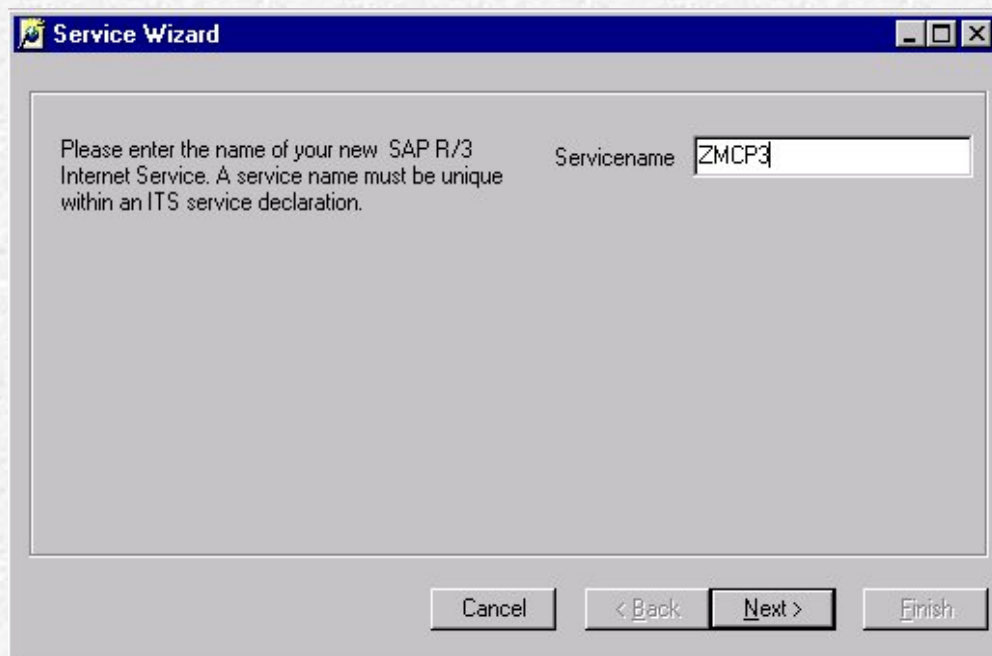 Service Wizard
Please enter the name of your new SAP R/3
Internet Service. A service name must be unique
within an ITS service declaration.
Servicename ZMCP3
Cancel < Back Next > Finish